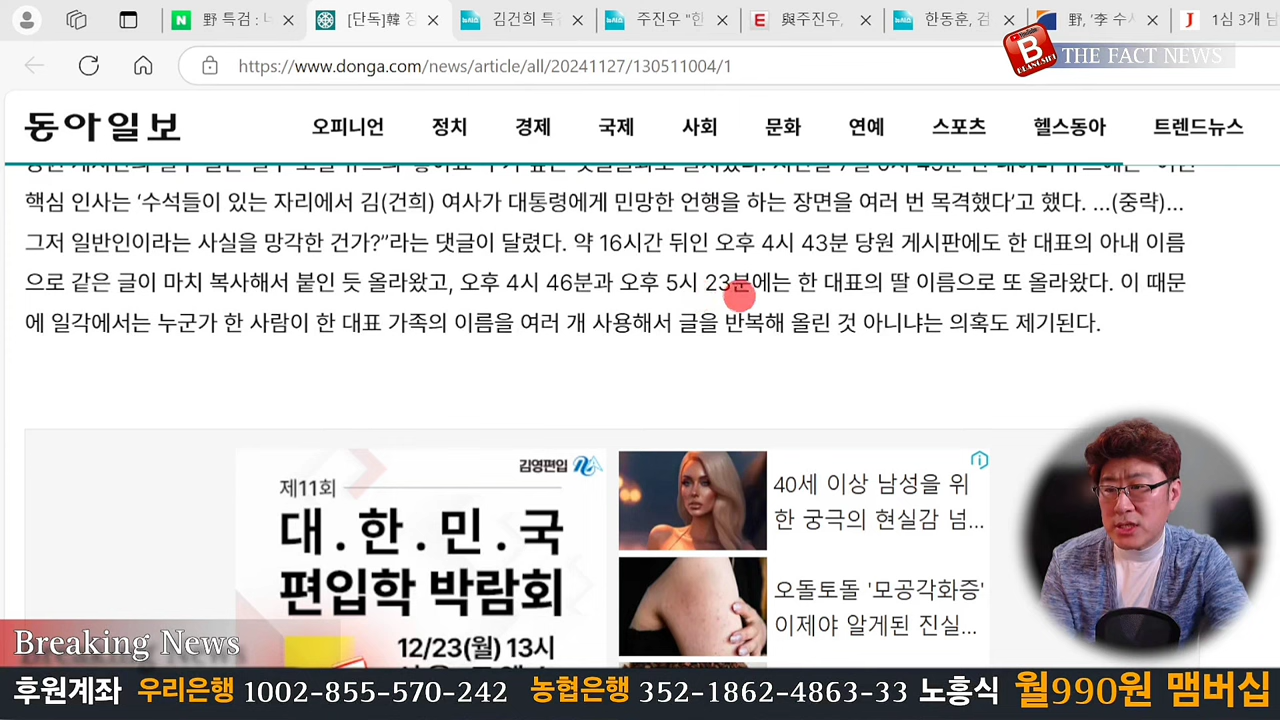 野 특검 :
[단독]韓 장
김건희 특
주진우 "한
與주진우,
한동훈, 검
野, '李 수사
1심 3개
https://www.donga.com/news/article/all/20241127/130511004/1
THE FACT NEWS
동아일보
오피니언 정치 경제 국제 사회 문화 연예 스포츠 헬스동아 트렌드뉴스
핵심 인사는 '수석들이 있는 자리에서 김(건희) 여사가 대통령에게 민망한 언행을 하는 장면을 여러 번 목격했다'고 했다. …(중략)…
그저 일반인이라는 사실을 망각한 건가?"라는 댓글이 달렸다. 약 16시간 뒤인 오후 4시 43분 당원 게시판에도 한 대표의 아내 이름
으로 같은 글이 마치 복사해서 붙인 듯 올라왔고, 오후 4시 46분과 오후 5시 23분에는 한 대표의 딸 이름으로 또 올라왔다. 이 때문
에 일각에서는 누군가 한 사람이 한 대표 가족의 이름을 여러 개 사용해서 글을 반복해 올린 것 아니냐는 의혹도 제기된다.
김영편입
제11회
대.한.민.국
편입학 박람회
12/23(월) 13시
40세 이상 남성을 위
한 궁극의 현실감 넘...
오돌토돌 '모공각화증'
이제야 알게된 진실...
Breaking News
후원계좌 우리은행 1002-855-570-242 농협은행 352-1862-4863-33 노흥식 월990원 맴버십